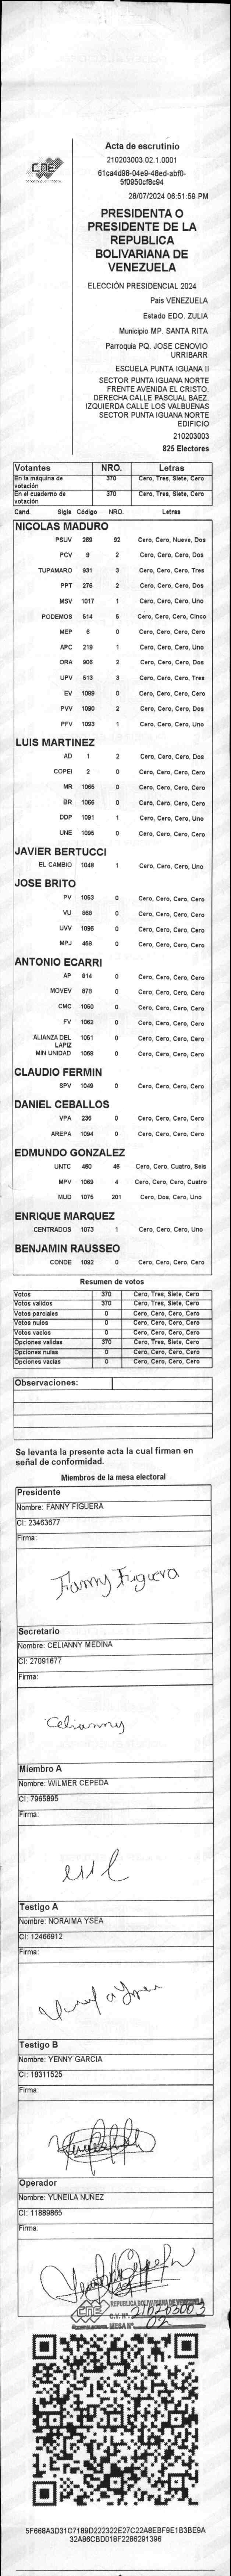 Acta de escrutinio
210203003.02.1.0001
61ca4d98-04e9-48ed-abf0-
5f0950cf8c94
28/07/2024 06:51:59 PM
CNE
PRESIDENTA O
PRESIDENTE DE LA
REPUBLICA
BOLIVARIANA DE
VENEZUELA
ELECCIÓN PRESIDENCIAL 2024
País VENEZUELA
Estado EDO. ZULIA
Municipio MP. SANTA RITA
Parroquia PQ. JOSE CENOVIO
URRIBARR
ESCUELA PUNTA IGUANA II
SECTOR PUNTA IGUANA NORTE
FRENTE AVENIDA EL CRISTO.
DERECHA CALLE PASCUAL BAEZ.
IZQUIERDA CALLE LOS VALBUENAS
SECTOR PUNTA IGUANA NORTE
EDIFICIO
210203003
825 Electores
Votantes NRO. Letras
En la máquina de votación 370 Cero, Tres, Siete, Cero
En el cuaderno de votación 370 Cero, Tres, Siete, Cero
Cand. Sigla Código NRO. Letras
NICOLAS MADURO
PSUV 269 92 Cero, Cero, Nueve, Dos
PCV 9 2 Cero, Cero, Cero, Dos
TUPAMARO 931 3 Cero, Cero, Cero, Tres
PPT 276 2 Cero, Cero, Cero, Dos
MSV 1017 1 Cero, Cero, Cero, Uno
PODEMOS 514 5 Cero, Cero, Cero, Cinco
MEP 6 0 Cero, Cero, Cero, Cero
APC 219 1 Cero, Cero, Cero, Uno
ORA 906 2 Cero, Cero, Cero, Dos
UPV 613 3 Cero, Cero, Cero, Tres
EV 1089 0 Cero, Cero, Cero, Cero
PVV 1090 2 Cero, Cero, Cero, Dos
PFV 1093 1 Cero, Cero, Cero, Uno
LUIS MARTINEZ
AD 1 2 Cero, Cero, Cero, Dos
COPEI 2 0 Cero, Cero, Cero, Cero
MR 1065 0 Cero, Cero, Cero, Cero
BR 1066 0 Cero, Cero, Cero, Cero
DDP 1091 1 Cero, Cero, Cero, Uno
UNE 1095 0 Cero, Cero, Cero, Cero
JAVIER BERTUCCI
EL CAMBIO 1048 1 Cero, Cero, Cero, Uno
JOSE BRITO
PV 1053 0 Cero, Cero, Cero, Cero
VU 868 0 Cero, Cero, Cero, Cero
UVV 1096 0 Cero, Cero, Cero, Cero
MPJ 458 0 Cero, Cero, Cero, Cero
ANTONIO ECARRI
AP 814 0 Cero, Cero, Cero, Cero
MOVEV 678 0 Cero, Cero, Cero, Cero
CMC 1050 0 Cero, Cero, Cero, Cero
FV 1062 0 Cero, Cero, Cero, Cero
ALIANZA DEL LAPIZ 1051 0 Cero, Cero, Cero, Cero
MIN UNIDAD 1068 0 Cero, Cero, Cero, Cero
CLAUDIO FERMIN
SPV 1049 0 Cero, Cero, Cero, Cero
DANIEL CEBALLOS
VPA 236 0 Cero, Cero, Cero, Cero
AREPA 1094 0 Cero, Cero, Cero, Cero
EDMUNDO GONZALEZ
UNTC 460 46 Cero, Cero, Cuatro, Seis
MPV 1069 4 Cero, Cero, Cero, Cuatro
MUD 1075 201 Cero, Dos, Cero, Uno
ENRIQUE MARQUEZ
CENTRADOS 1073 1 Cero, Cero, Cero, Uno
BENJAMIN RAUSSEO
CONDE 1092 0 Cero, Cero, Cero, Cero
Resumen de votos
Votos 370 Cero, Tres, Siete, Cero
Votos validos 370 Cero, Tres, Siete, Cero
Votos parciales 0 Cero, Cero, Cero, Cero
Votos nulos 0 Cero, Cero, Cero, Cero
Votos vacios 0 Cero, Cero, Cero, Cero
Opciones validas 370 Cero, Tres, Siete, Cero
Opciones nulas 0 Cero, Cero, Cero, Cero
Opciones vacias 0 Cero, Cero, Cero, Cero
Observaciones:
Se levanta la presente acta la cual firman en
señal de conformidad.
Miembros de la mesa electoral
Presidente
Nombre: FANNY FIGUERA
CI: 23463677
Firma:
Fanny Figuera
Secretario
Nombre: CELIANNY MEDINA
CI: 27091677
Firma:
Celianny
Miembro A
Nombre: WILMER CEPEDA
CI: 7965895
Firma:
Testigo A
Nombre: NORAIMA YSEA
CI: 12466912
Firma:
Testigo B
Nombre: YENNY GARCIA
CI: 18311525
Firma:
Operador
Nombre: YUNEILA NUNEZ
CI: 11889865
Firma:
CNE
REPUBLICA BOLIVARIANA DE VENEZUELA
C.V. N° 210203003
MESA N° 02
5F668A3D31C7189D222322E27C22A8EBF9E1B3BE9A
32A86CBD018F2286291396